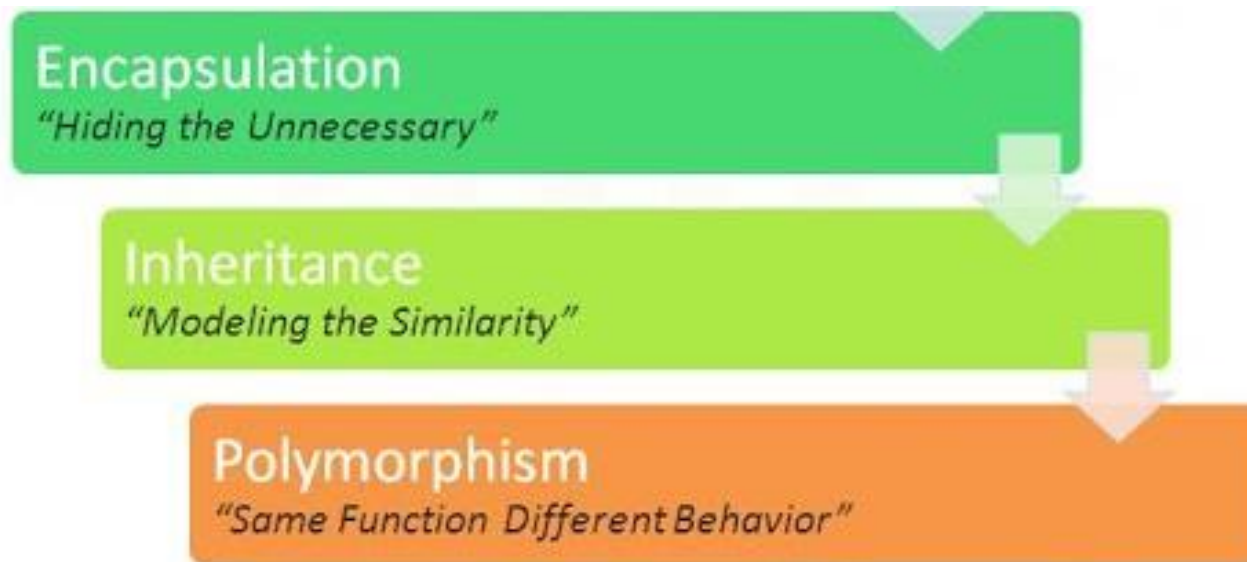 Encapsulation
“Hiding the Unnecessary”
Inheritance
“Modeling the Similarity”
Polymorphism
“Same Function Different Behavior”